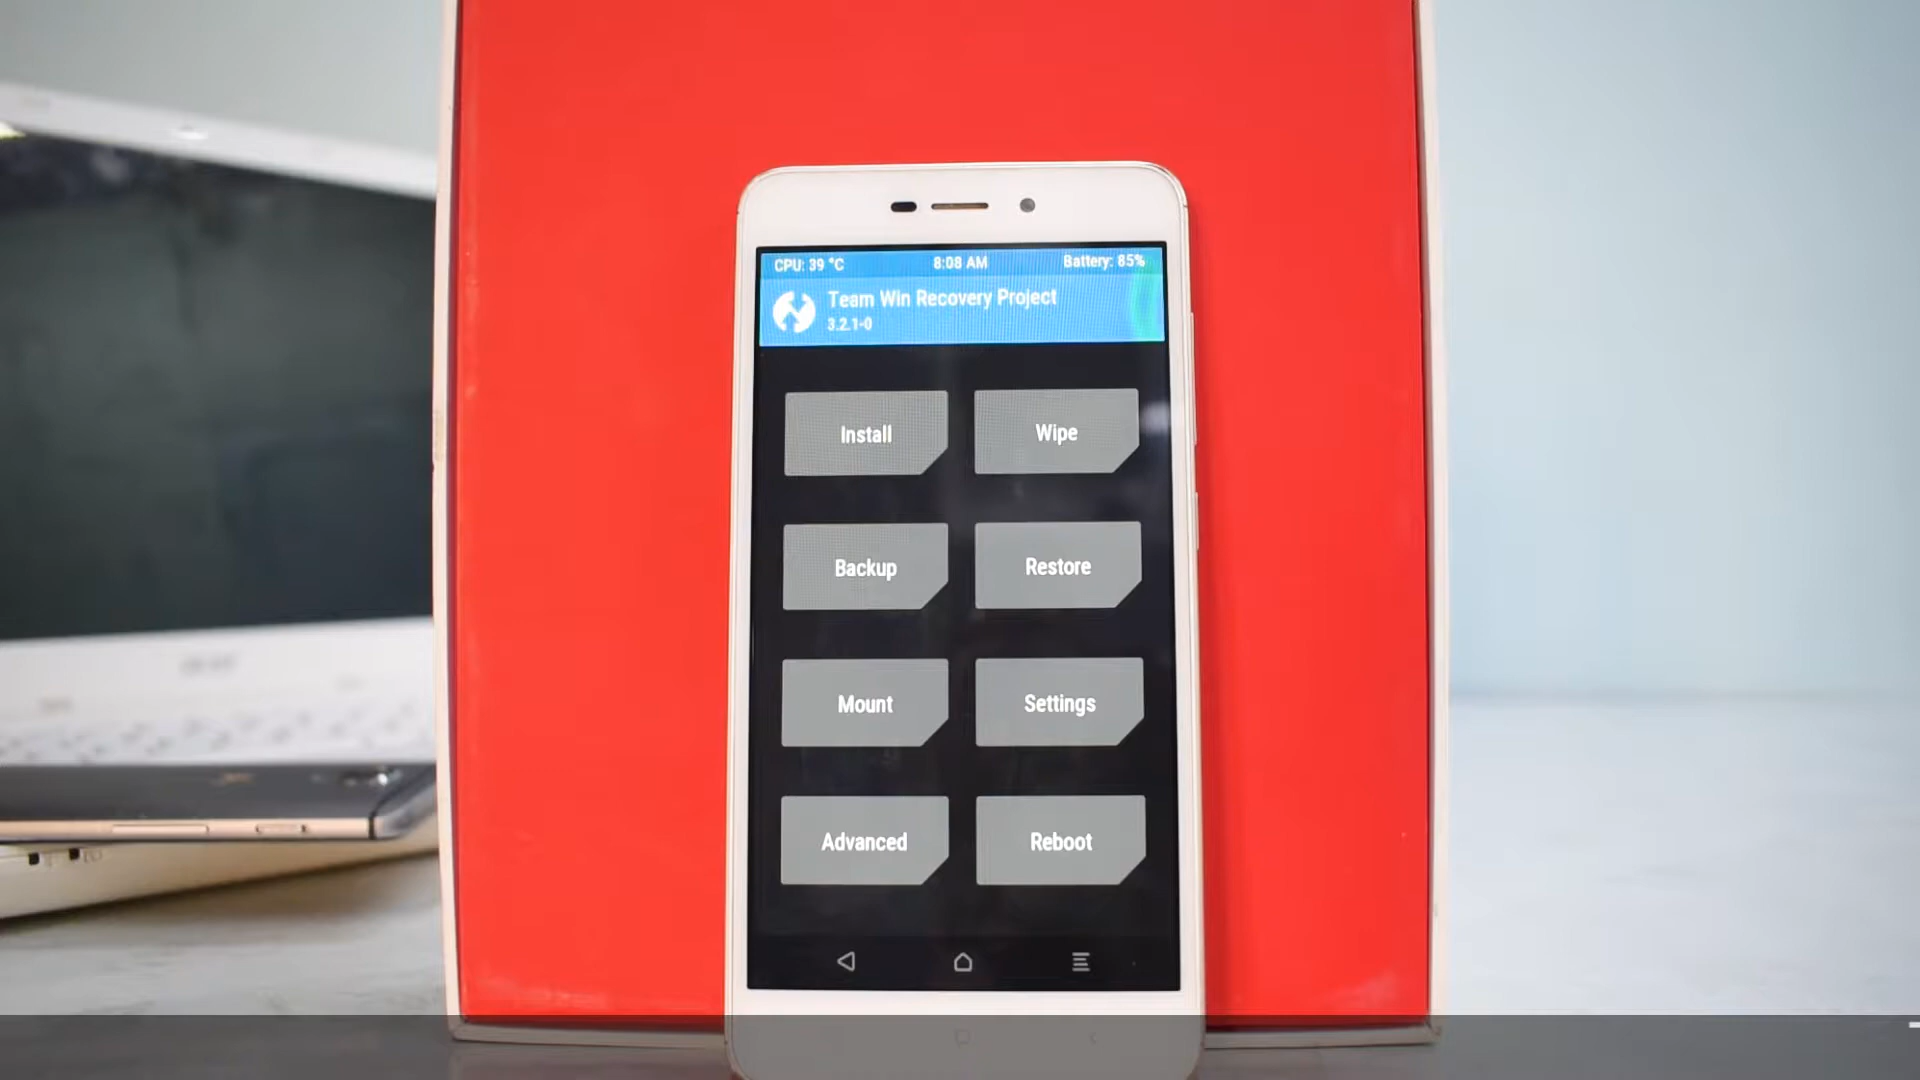 CPU: 39 °C 8:08 AM Battery: 85%
Team Win Recovery Project
3.2.1-0
Install Wipe
Backup Restore
Mount Settings
Advanced Reboot